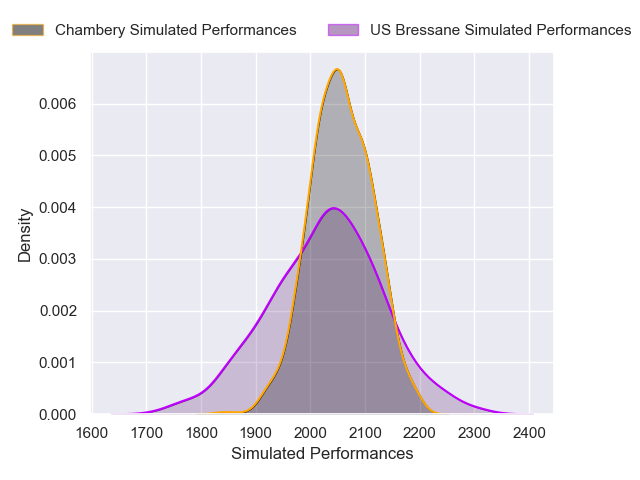 Chambery Simulated Performances
US Bressane Simulated Performances
0.006
0.005
0.004
0.003
0.002
0.001
0.000
Density
1600 1700 1800 1900 2000 2100 2200 2300 2400
Simulated Performances